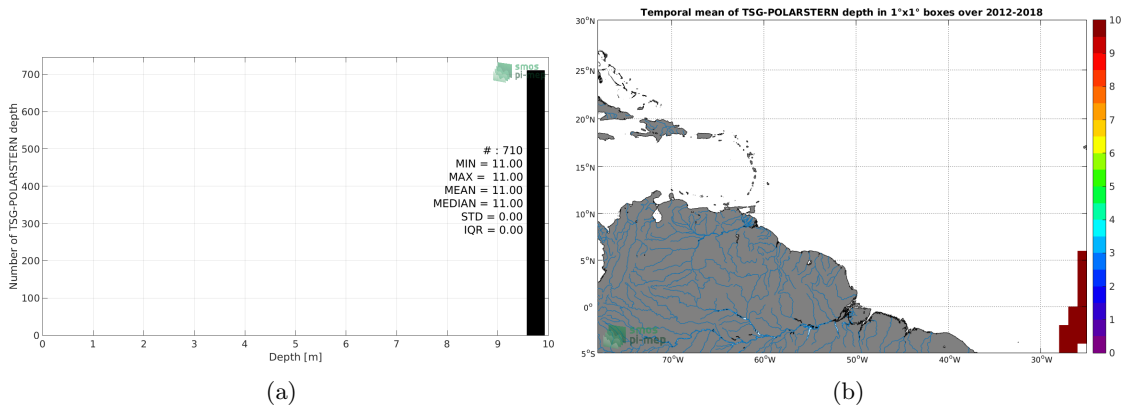 smos
pi-map
Number of TSG-POLARSTERN depth
700
600
500
400
300
200
100
0
# : 710
MIN = 11.00
MAX = 11.00
MEAN = 11.00
MEDIAN = 11.00
STD = 0.00
IQR = 0.00
0 1 2 3 4 5 6 7 8 9 10
Depth [m]
(a)
Temporal mean of TSG-POLARSTERN depth in 1°x1° boxes over 2012-2018
30°N
25°N
20°N
15°N
10°N
5°N
0°
5°S
70°W 60°W 50°W 40°W 30°W
smos
pi-map
10
9
8
7
6
5
4
3
2
1
0
(b)